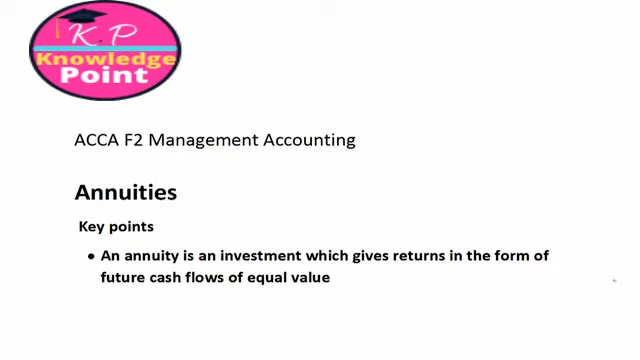 K.P
Knowledge
Point
ACCA F2 Management Accounting
Annuities
Key points
• An annuity is an investment which gives returns in the form of
future cash flows of equal value